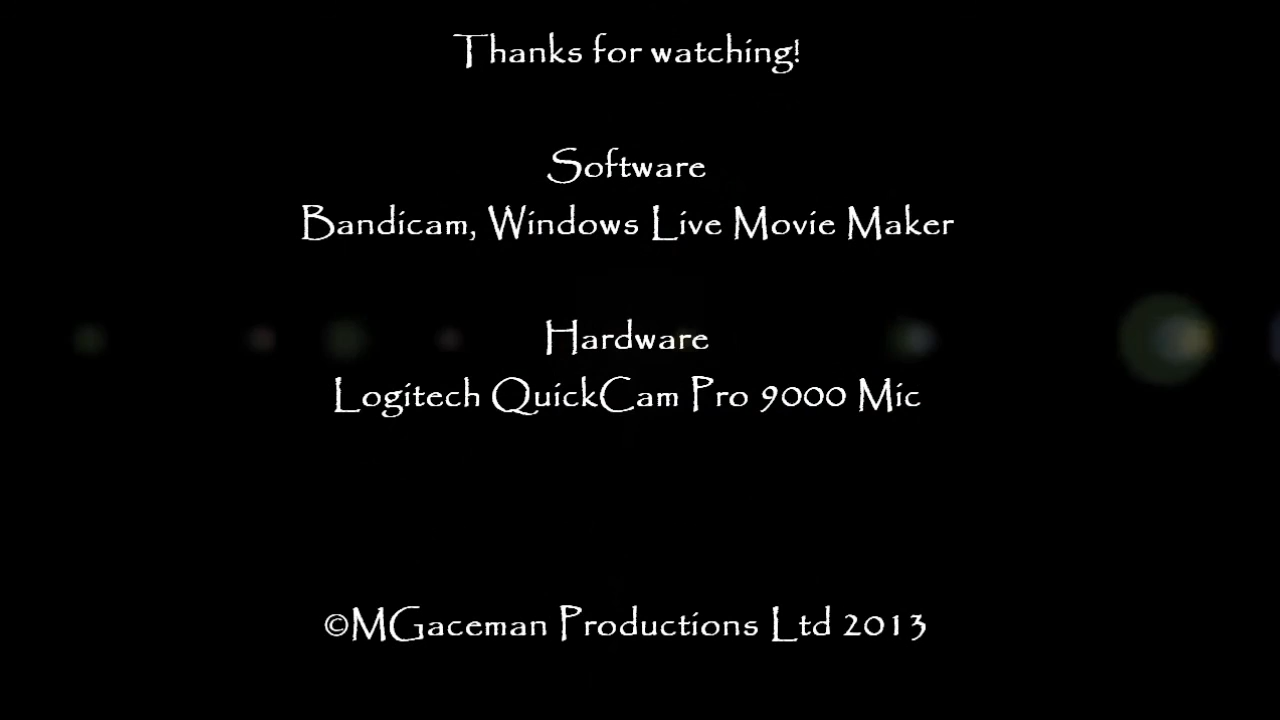 Thanks for watching!
Software
Bandicam, Windows Live Movie Maker
Hardware
Logitech QuickCam Pro 9000 Mic
©MGaceman Productions Ltd 2013